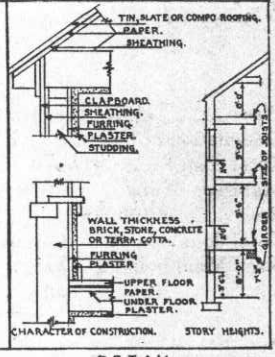 TIN, SLATE OR COMPO ROOFING.
PAPER.
SHEATHING.
CLAPBOARD.
SHEATHING.
FURRING.
PLASTER.
STUDDING.
WALL THICKNESS
BRICK, STONE, CONCRETE
OR TERRA-COTTA.
FURRING
PLASTER
UPPER FLOOR
PAPER.
UNDER FLOOR
PLASTER.
CHARACTER OF CONSTRUCTION.
SIZE OF JOISTS
GIRDER
STORY HEIGHTS.